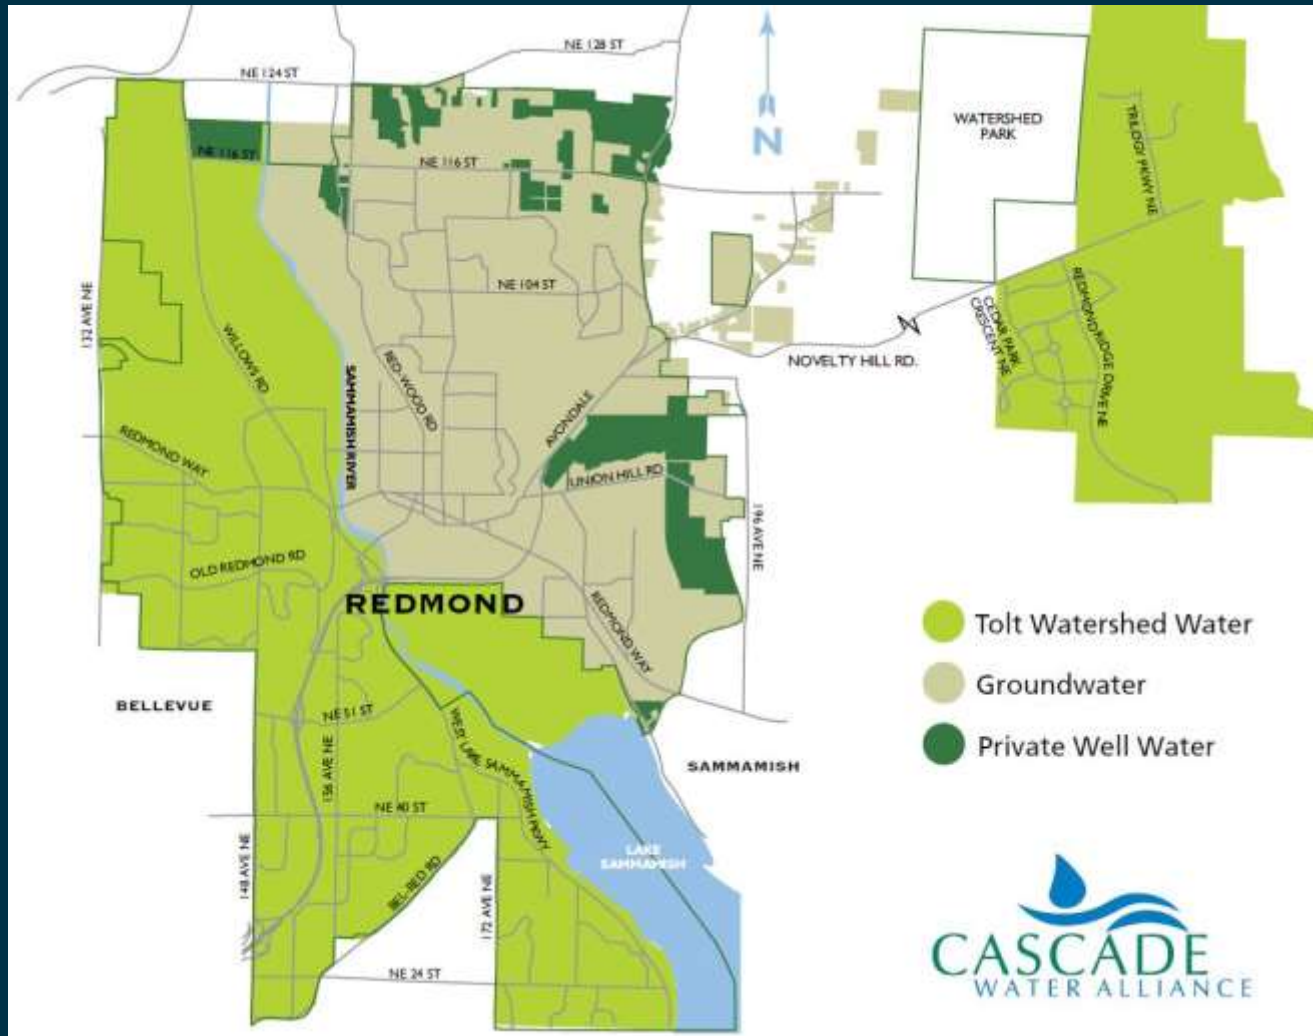 NE 128 ST
NE 124 ST
WATERSHED
PARK
TRILOGY PKWY NE
NE 116 ST
NE 116 ST
NE 104 ST
132 AVE NE
WILLOWS RD
SAMMAMISH RIVER
RED-WOOD RD
AVONDALE
NOVELTY HILL RD.
N
CEDAR PARK
CRESCENT NE
REDMOND RIDGE DRIVE NE
REDMOND WAY
UNION HILL RD
196 AVE NE
OLD REDMOND RD
REDMOND
REDMOND WAY
Tolt Watershed Water
Groundwater
Private Well Water
BELLEVUE
NE 51 ST
156 AVE NE
WEST LAKE SAMMAMISH PKWY
SAMMAMISH
NE 40 ST
148 AVE NE
BEL-RED RD
172 AVE NE
LAKE
SAMMAMISH
NE 24 ST
CASCADE
WATER ALLIANCE